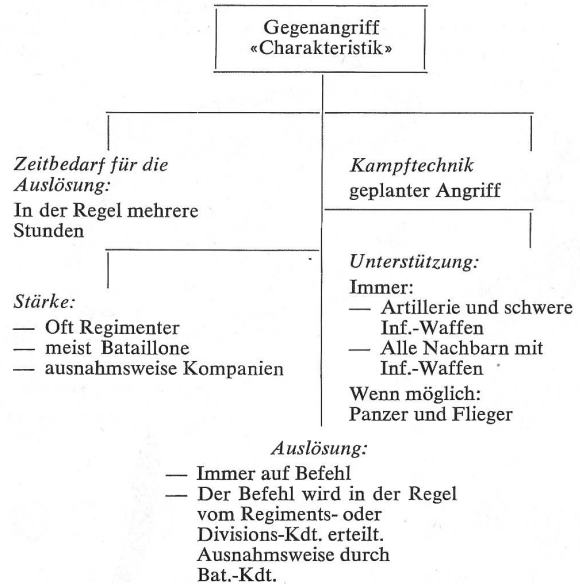 Gegenangriff
«Charakteristik»
Zeitbedarf für die
Auslösung:
In der Regel mehrere
Stunden
Kampftechnik
geplanter Angriff
Stärke:
— Oft Regimenter
— meist Bataillone
— ausnahmsweise Kompanien
Unterstützung:
Immer:
— Artillerie und schwere
Inf.-Waffen
— Alle Nachbarn mit
Inf.-Waffen
Wenn möglich:
Panzer und Flieger
Auslösung:
— Immer auf Befehl
— Der Befehl wird in der Regel
vom Regiments- oder
Divisions-Kdt. erteilt.
Ausnahmsweise durch
Bat.-Kdt.